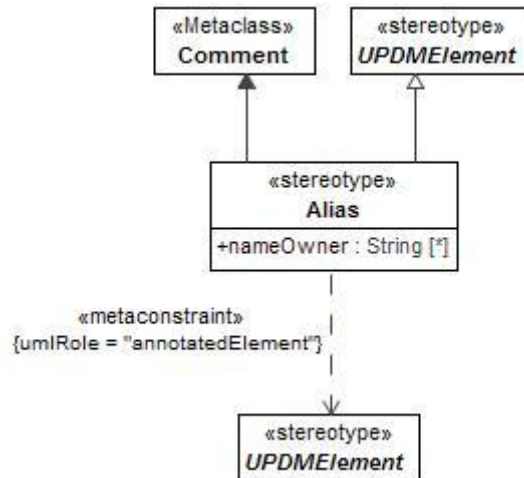 «Metaclass»
Comment
«stereotype»
UPDMElement
«stereotype»
Alias
+nameOwner : String [*]
«metaconstraint»
{umlRole = "annotatedElement"}
«stereotype»
UPDMElement